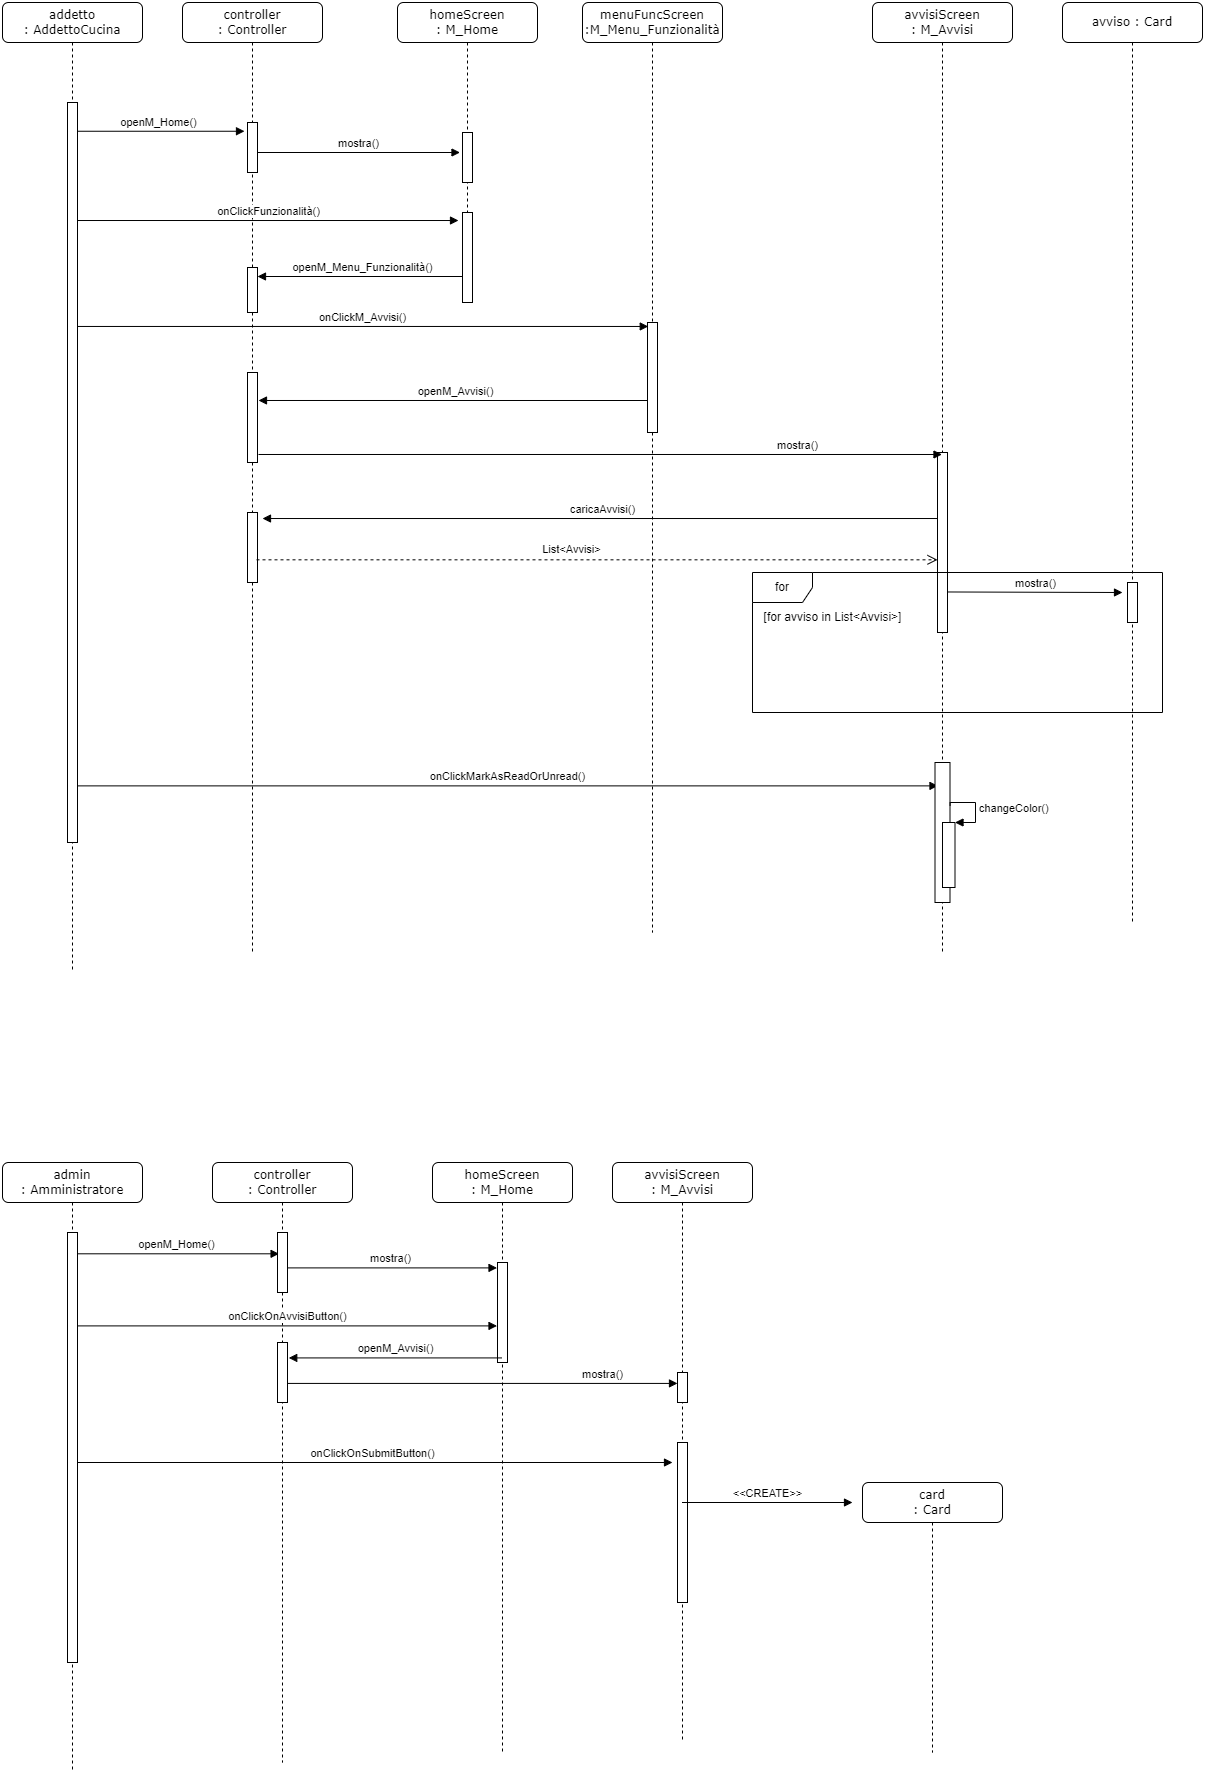 addetto
: AddettoCucina
controller
: Controller
homeScreen
: M_Home
menuFuncScreen
:M_Menu_Funzionalità
avvisiScreen
: M_Avvisi
avviso : Card
openM_Home()
mostra()
onClickFunzionalità()
openM_Menu_Funzionalità()
onClickM_Avvisi()
openM_Avvisi()
mostra()
caricaAvvisi()
List<Avvisi>
for
mostra()
[for avviso in List<Avvisi>]
onClickMarkAsReadOrUnread()
changeColor()
admin
: Amministratore
controller
: Controller
homeScreen
: M_Home
avvisiScreen
: M_Avvisi
openM_Home()
mostra()
onClickOnAvvisiButton()
openM_Avvisi()
mostra()
onClickOnSubmitButton()
<<CREATE>>
card
: Card